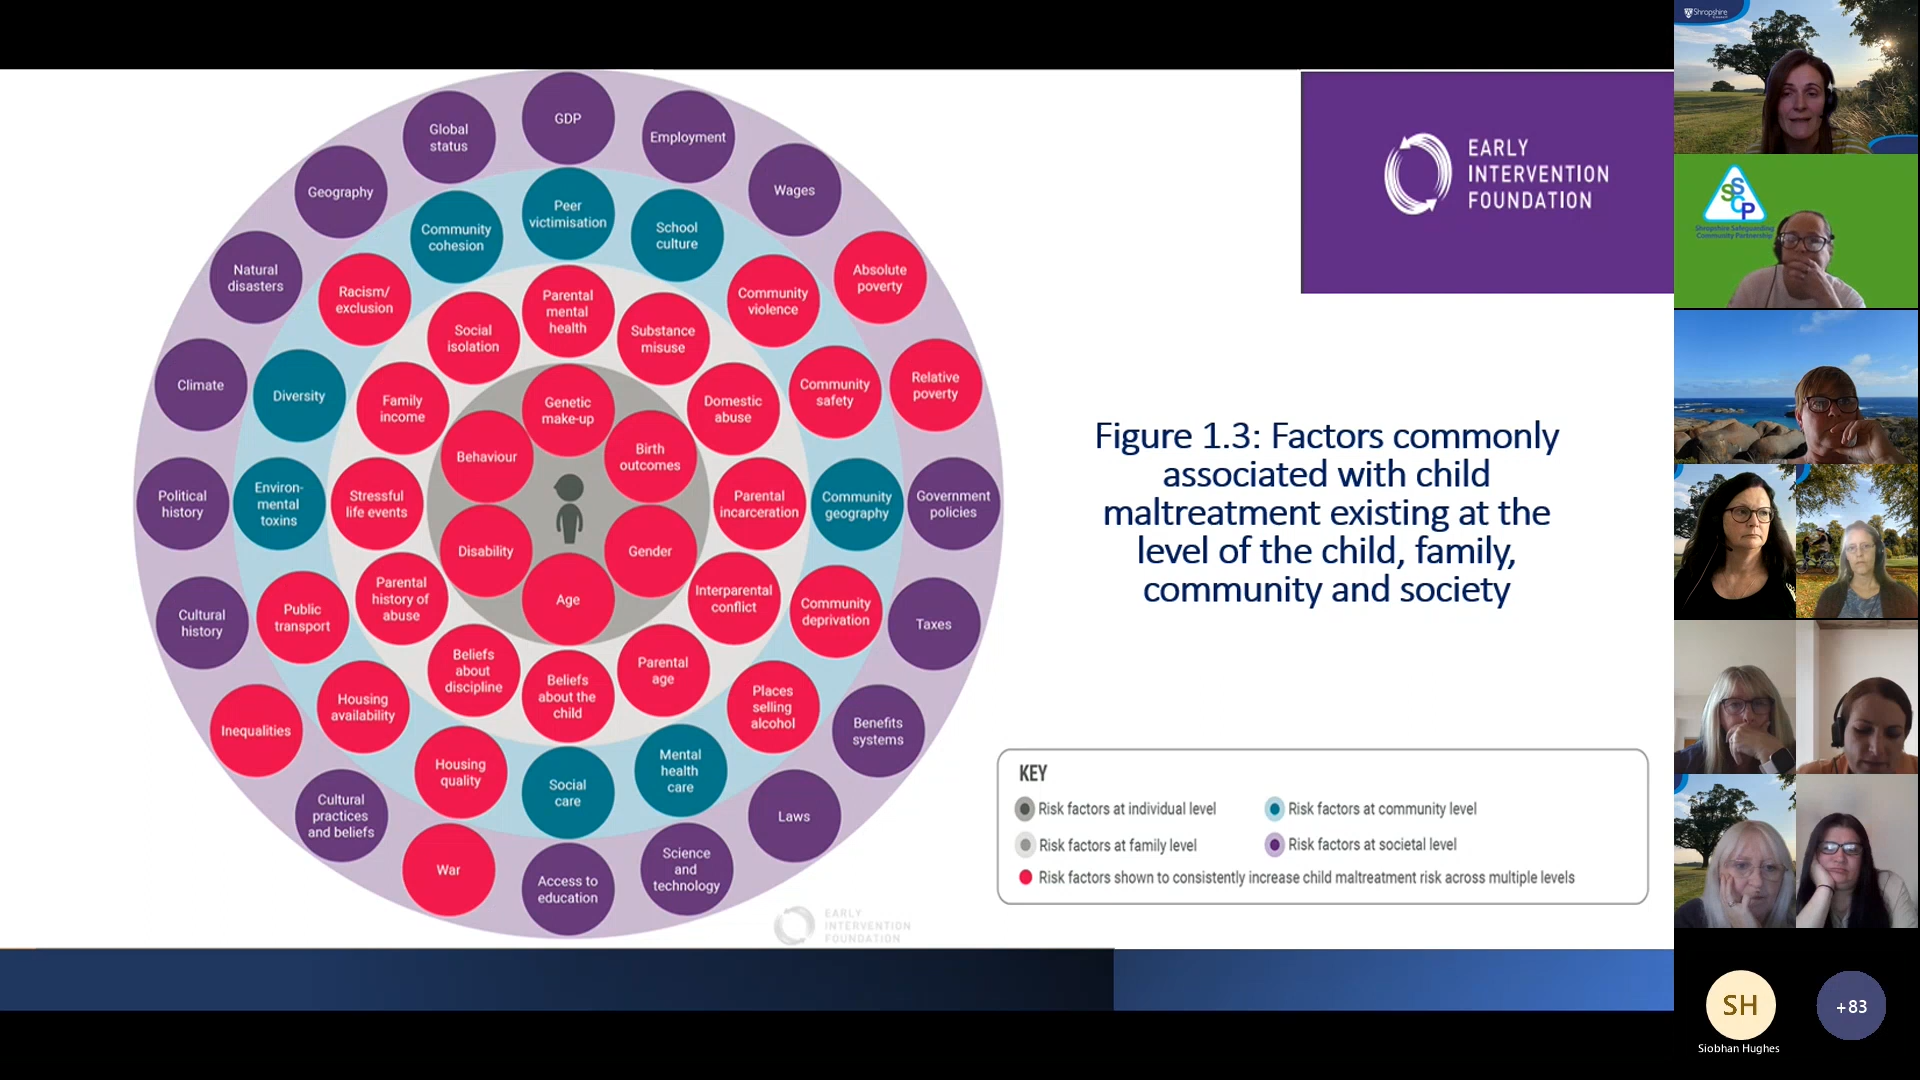 GDP
Global
status
Employment
Geography
Wages
Natural
disasters
Absolute
poverty
Climate
Relative
poverty
Political
history
Government
policies
Cultural
history
Taxes
Inequalities
Benefits
systems
Cultural
practices
and beliefs
Laws
War
Access to
education
Science
and
technology
Peer
victimisation
Community
cohesion
School
culture
Racism/
exclusion
Community
violence
Diversity
Community
safety
Environ-
mental
toxins
Community
geography
Public
transport
Community
deprivation
Housing
availability
Places
selling
alcohol
Housing
quality
Social
care
Mental
health
care
Parental
mental
health
Social
isolation
Substance
misuse
Family
income
Domestic
abuse
Stressful
life events
Parental
incarceration
Parental
history of
abuse
Interparental
conflict
Beliefs
about
discipline
Beliefs
about the
child
Parental
age
Genetic
make-up
Behaviour
Birth
outcomes
Disability
Gender
Age
EARLY
INTERVENTION
FOUNDATION
EARLY
INTERVENTION
FOUNDATION
Figure 1.3: Factors commonly
associated with child
maltreatment existing at the
level of the child, family,
community and society
KEY
Risk factors at individual level
Risk factors at community level
Risk factors at family level
Risk factors at societal level
Risk factors shown to consistently increase child maltreatment risk across multiple levels
Shropshire
SSCP
Shropshire Safeguarding
Community Partnership
SH
Siobhan Hughes
+83